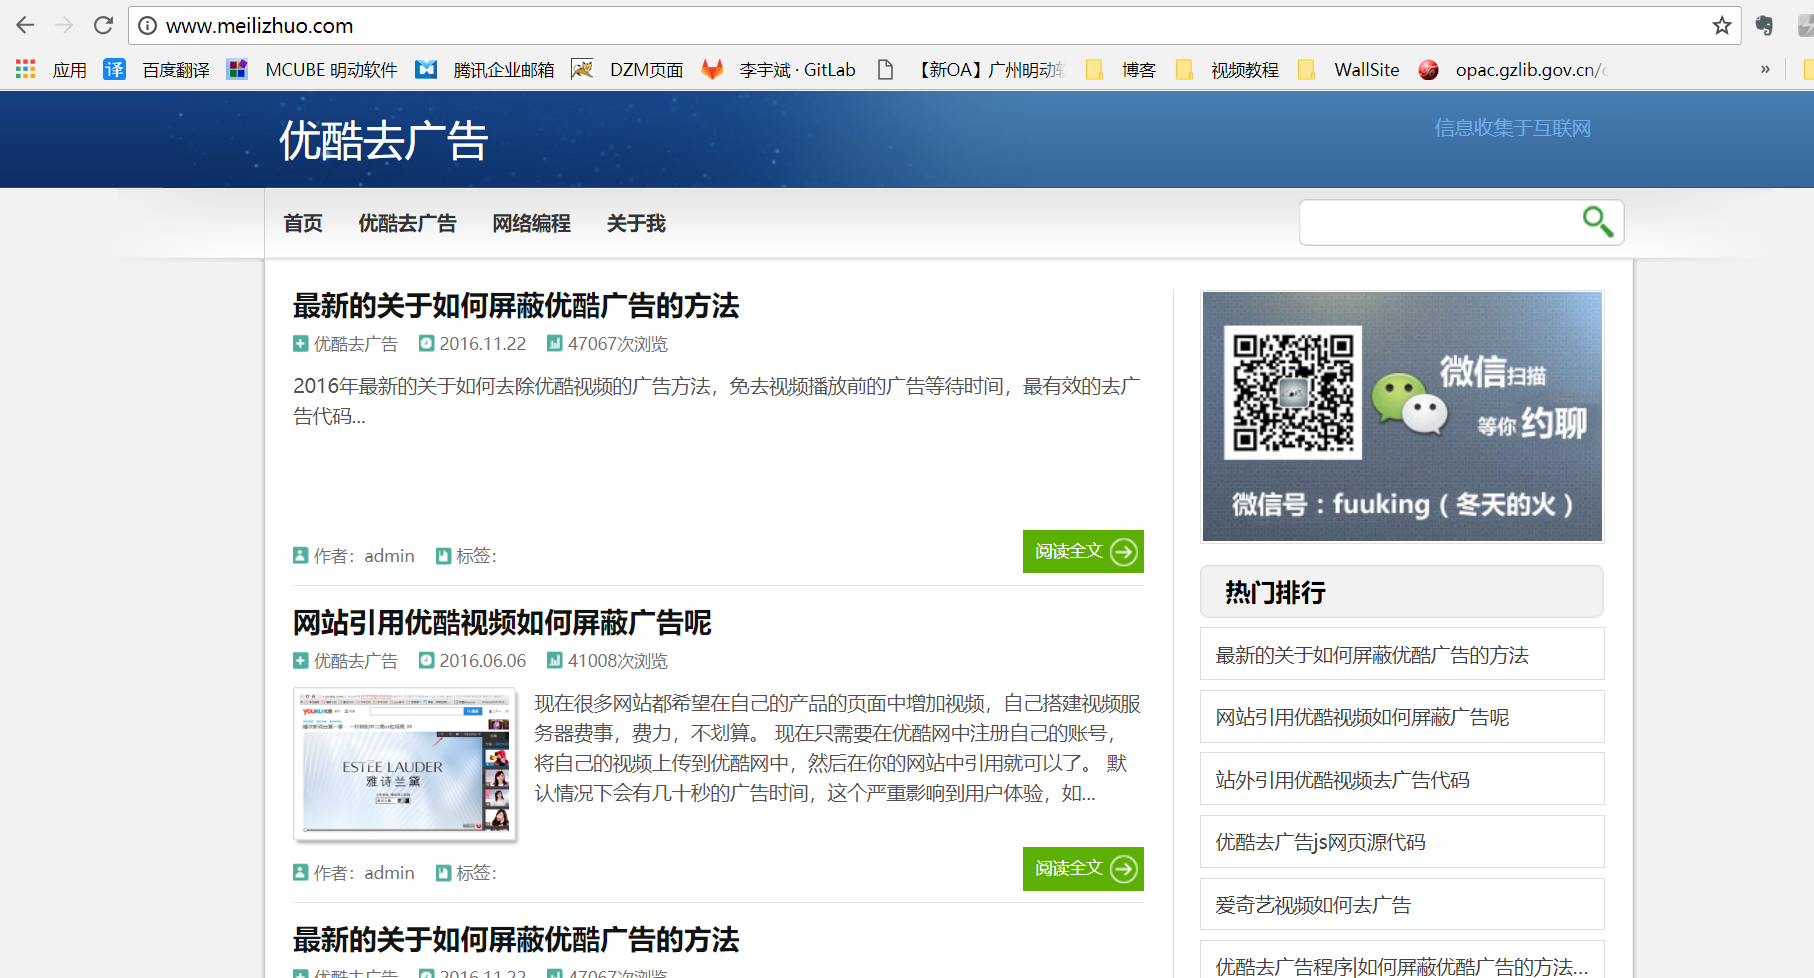 www.meilizhuo.com
应用 译 百度翻译 MCUBE 明动软件 腾讯企业邮箱 DZM页面 李宇斌 · GitLab 【新OA】广州明动软 博客 视频教程 WallSite opac.gzlib.gov.cn/ »
优酷去广告
信息收集于互联网
首页 优酷去广告 网络编程 关于我
最新的关于如何屏蔽优酷广告的方法
优酷去广告 2016.11.22 47067次浏览
2016年最新的关于如何去除优酷视频的广告方法，免去视频播放前的广告等待时间，最有效的去广
告代码...
作者：admin 标签：
阅读全文
网站引用优酷视频如何屏蔽广告呢
优酷去广告 2016.06.06 41008次浏览
ESTEE LAUDER
雅诗兰黛
现在很多网站都希望在自己的产品的页面中增加视频，自己搭建视频服
务器费事，费力，不划算。 现在只需要在优酷网中注册自己的账号，
将自己的视频上传到优酷网中，然后在你的网站中引用就可以了。 默
认情况下会有几十秒的广告时间，这个严重影响到用户体验，如...
作者：admin 标签：
阅读全文
最新的关于如何屏蔽优酷广告的方法
优酷去广告 2016.11.22 47067次浏览
微信扫描
等你 约聊
微信号：fuuking（冬天的火）
热门排行
最新的关于如何屏蔽优酷广告的方法
网站引用优酷视频如何屏蔽广告呢
站外引用优酷视频去广告代码
优酷去广告js网页源代码
爱奇艺视频如何去广告
优酷去广告程序|如何屏蔽优酷广告的方法...